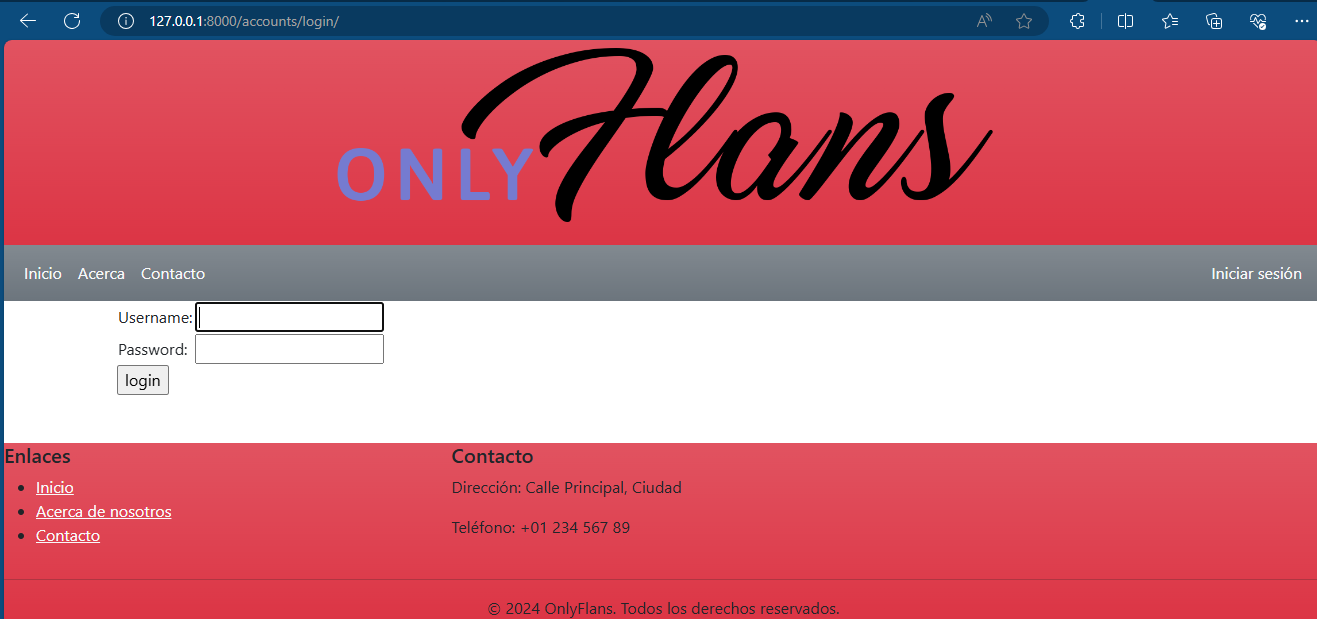 127.0.0.1:8000/accounts/login/
ONLY Flans
Inicio Acerca Contacto Iniciar sesión
Username:
Password:
login
Enlaces
Inicio
Acerca de nosotros
Contacto
Contacto
Dirección: Calle Principal, Ciudad
Teléfono: +01 234 567 89
© 2024 OnlyFlans. Todos los derechos reservados.